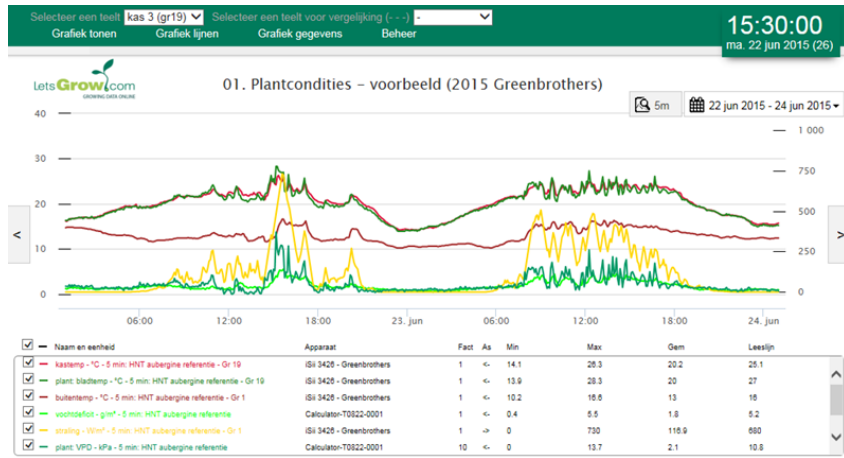 Selecteer een teelt kas 3 (gr19) Selecteer een teelt voor vergelijking (- - -) -
Grafiek tonen Grafiek lijnen Grafiek gegevens Beheer
15:30:00
ma. 22 jun 2015 (26)
LetsGrow.com
GROWING DATA ONLINE
01. Plantcondities – voorbeeld (2015 Greenbrothers)
5m 22 jun 2015 - 24 jun 2015
40
1 000
30
750
20
500
10
250
0
0
< >
06:00 12:00 18:00 23. jun 06:00 12:00 18:00 24. jun
Naam en eenheid Apparaat Fact As Min Max Gem Leeslijn
kastemp - °C - 5 min: HNT aubergine referentie - Gr 19 iSii 3426 - Greenbrothers 1 <- 14.1 26.3 20.2 25.1
plant: bladtemp - °C - 5 min: HNT aubergine referentie - Gr 19 iSii 3426 - Greenbrothers 1 <- 13.9 28.3 20 27
buitentemp - °C - 5 min: HNT aubergine referentie - Gr 1 iSii 3426 - Greenbrothers 1 <- 10.2 16.6 13 16
vochtdeficit - g/m³ - 5 min: HNT aubergine referentie Calculator-T0822-0001 1 <- 0.4 5.5 1.8 5.2
straling - W/m² - 5 min: HNT aubergine referentie - Gr 1 iSii 3426 - Greenbrothers 1 -> 0 730 116.9 680
plant: VPD - kPa - 5 min: HNT aubergine referentie Calculator-T0822-0001 10 <- 0 13.7 2.1 10.8